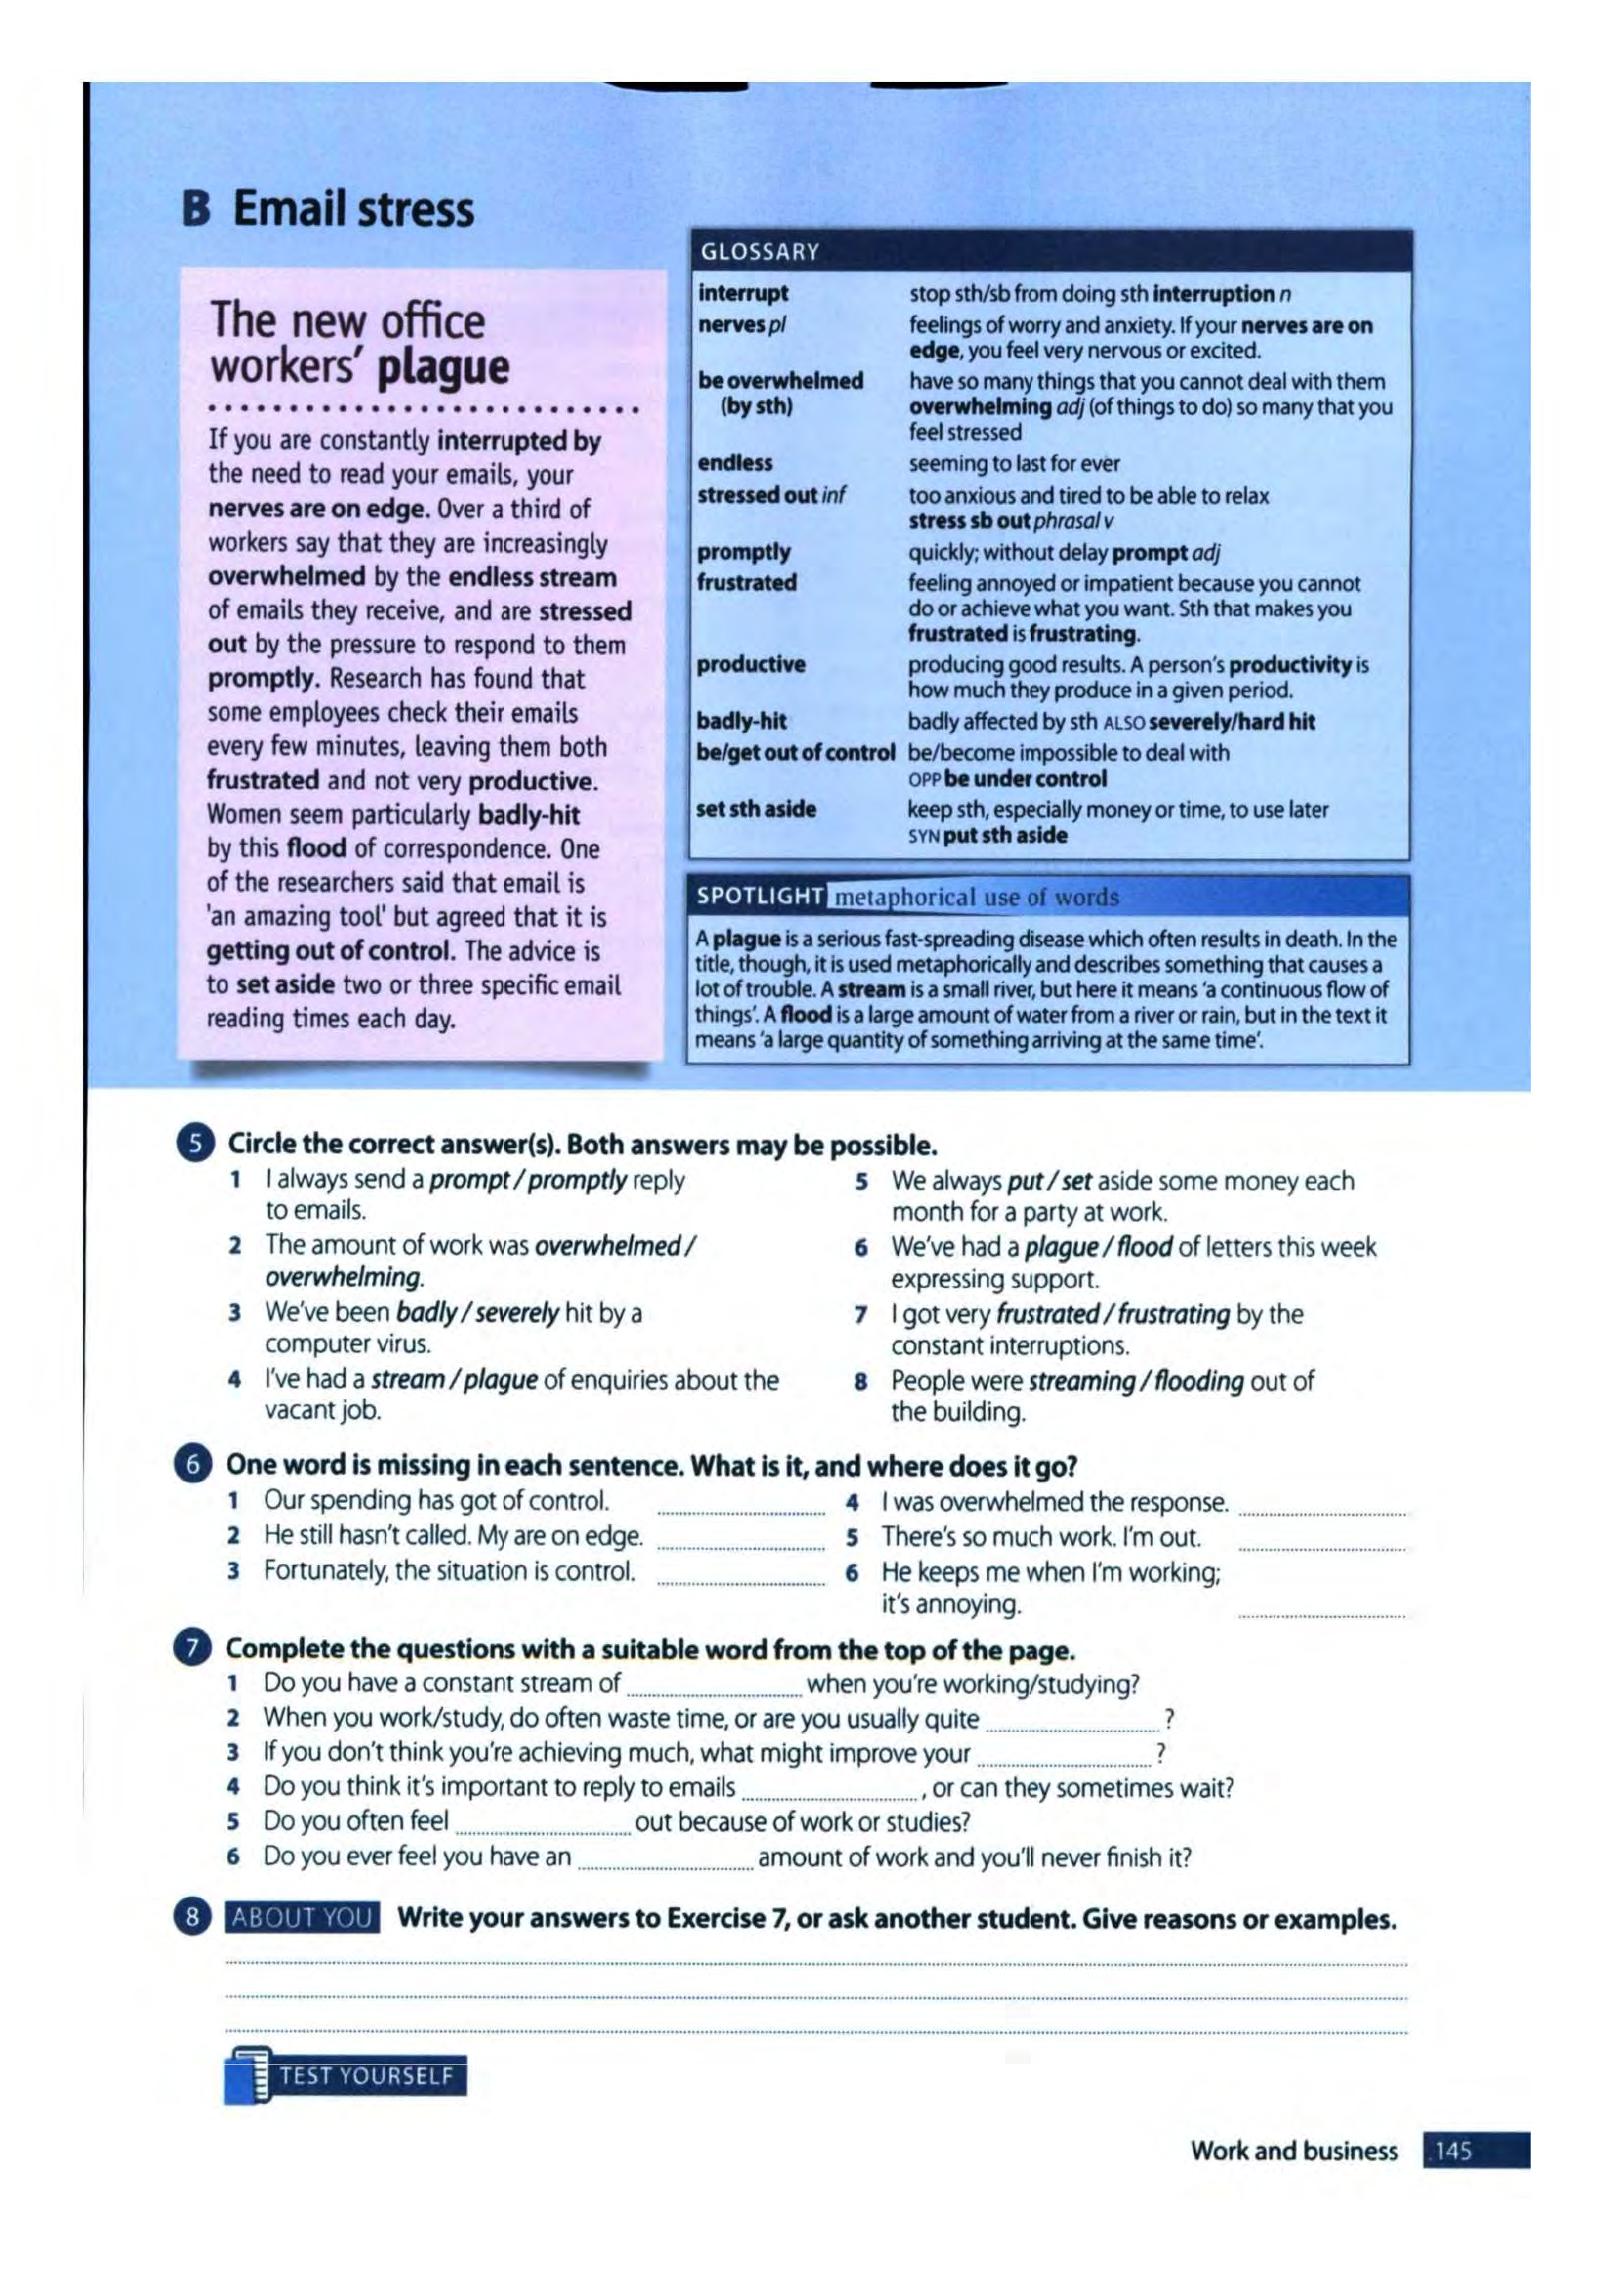 B Email stress
The new office
workers' plague
If you are constantly interrupted by
the need to read your emails, your
nerves are on edge. Over a third of
workers say that they are increasingly
overwhelmed by the endless stream
of emails they receive, and are stressed
out by the pressure to respond to them
promptly. Research has found that
some employees check their emails
every few minutes, leaving them both
frustrated and not very productive.
Women seem particularly badly-hit
by this flood of correspondence. One
of the researchers said that email is
'an amazing tool' but agreed that it is
getting out of control. The advice is
to set aside two or three specific email
reading times each day.
GLOSSARY
interrupt stop sth/sb from doing sth interruption n
nerves pl feelings of worry and anxiety. If your nerves are on
edge, you feel very nervous or excited.
be overwhelmed have so many things that you cannot deal with them
(by sth) overwhelming adj (of things to do) so many that you
feel stressed
endless seeming to last for ever
stressed out inf too anxious and tired to be able to relax
stress sb out phrasal v
promptly quickly; without delay prompt adj
frustrated feeling annoyed or impatient because you cannot
do or achieve what you want. Sth that makes you
frustrated is frustrating.
productive producing good results. A person's productivity is
how much they produce in a given period.
badly-hit badly affected by sth ALSO severely/hard hit
be/get out of control be/become impossible to deal with
OPP be under control
set sth aside keep sth, especially money or time, to use later
SYN put sth aside
SPOTLIGHT metaphorical use of words
A plague is a serious fast-spreading disease which often results in death. In the
title, though, it is used metaphorically and describes something that causes a
lot of trouble. A stream is a small river, but here it means 'a continuous flow of
things'. A flood is a large amount of water from a river or rain, but in the text it
means 'a large quantity of something arriving at the same time'.
5 Circle the correct answer(s). Both answers may be possible.
1 I always send a prompt / promptly reply
to emails.
2 The amount of work was overwhelmed /
overwhelming.
3 We've been badly / severely hit by a
computer virus.
4 I've had a stream / plague of enquiries about the
vacant job.
5 We always put / set aside some money each
month for a party at work.
6 We've had a plague / flood of letters this week
expressing support.
7 I got very frustrated / frustrating by the
constant interruptions.
8 People were streaming / flooding out of
the building.
6 One word is missing in each sentence. What is it, and where does it go?
1 Our spending has got of control.
2 He still hasn't called. My are on edge.
3 Fortunately, the situation is control.
4 I was overwhelmed the response.
5 There's so much work. I'm out.
6 He keeps me when I'm working;
it's annoying.
7 Complete the questions with a suitable word from the top of the page.
1 Do you have a constant stream of when you're working/studying?
2 When you work/study, do often waste time, or are you usually quite ?
3 If you don't think you're achieving much, what might improve your ?
4 Do you think it's important to reply to emails , or can they sometimes wait?
5 Do you often feel out because of work or studies?
6 Do you ever feel you have an amount of work and you'll never finish it?
8 ABOUT YOU Write your answers to Exercise 7, or ask another student. Give reasons or examples.
TEST YOURSELF
Work and business 145